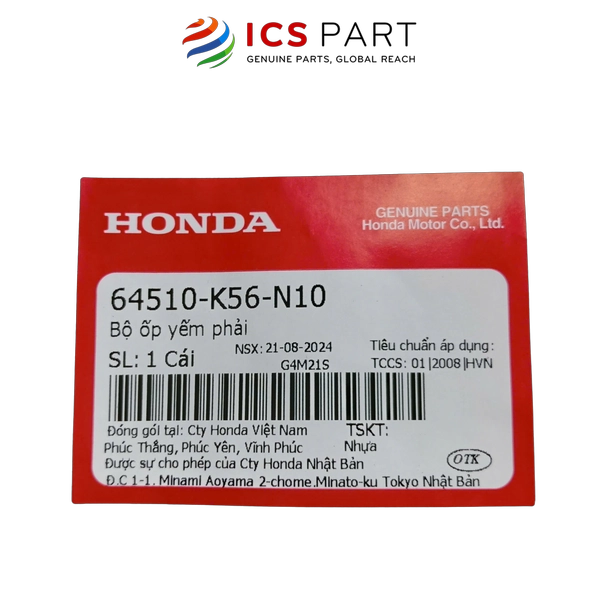 ICS PART
GENUINE PARTS, GLOBAL REACH
HONDA
GENUINE PARTS
Honda Motor Co., Ltd.
64510-K56-N10
Bộ ốp yếm phải
SL: 1 Cái
NSX: 21-08-2024
G4M21S
Tiêu chuẩn áp dụng:
TCCS: 01|2008|HVN
Đóng gói tại: Cty Honda Việt Nam
Phúc Thắng, Phúc Yên, Vĩnh Phúc
TSKT:
Nhựa
Được sự cho phép của Cty Honda Nhật Bản
Đ.C 1-1, Minami Aoyama 2-chome,Minato-ku Tokyo Nhật Bản
OTK